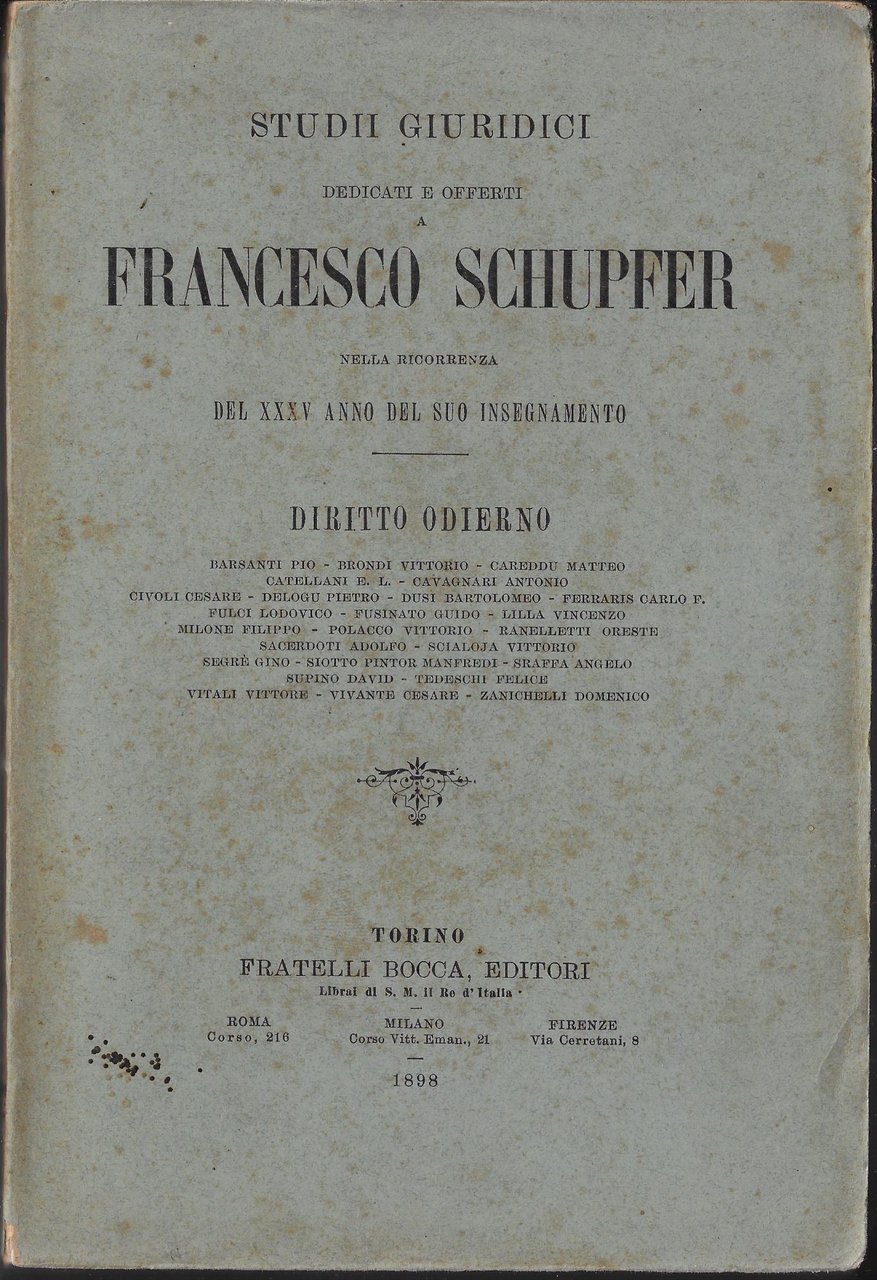 STUDII GIURIDICI
DEDICATI E OFFERTI
A
FRANCESCO SCHUPFER
NELLA RICORRENZA
DEL XXXV ANNO DEL SUO INSEGNAMENTO
DIRITTO ODIERNO
BARSANTI PIO - BRONDI VITTORIO - CAREDDU MATTEO
CATELLANI E. L. - CAVAGNARI ANTONIO
CIVOLI CESARE - DELOGU PIETRO - DUSI BARTOLOMEO - FERRARIS CARLO F.
FULCI LODOVICO - FUSINATO GUIDO - LILLA VINCENZO
MILONE FILIPPO - POLACCO VITTORIO - RANELLETTI ORESTE
SACERDOTI ADOLFO - SCIALOJA VITTORIO
SEGRÈ GINO - SIOTTO PINTOR MANFREDI - SRAFFA ANGELO
SUPINO DAVID - TEDESCHI FELICE
VITALI VITTORE - VIVANTE CESARE - ZANICHELLI DOMENICO
TORINO
FRATELLI BOCCA, EDITORI
Librai di S. M. il Re d'Italia
ROMA MILANO FIRENZE
Corso, 216 Corso Vitt. Eman., 21 Via Cerretani, 8
1898